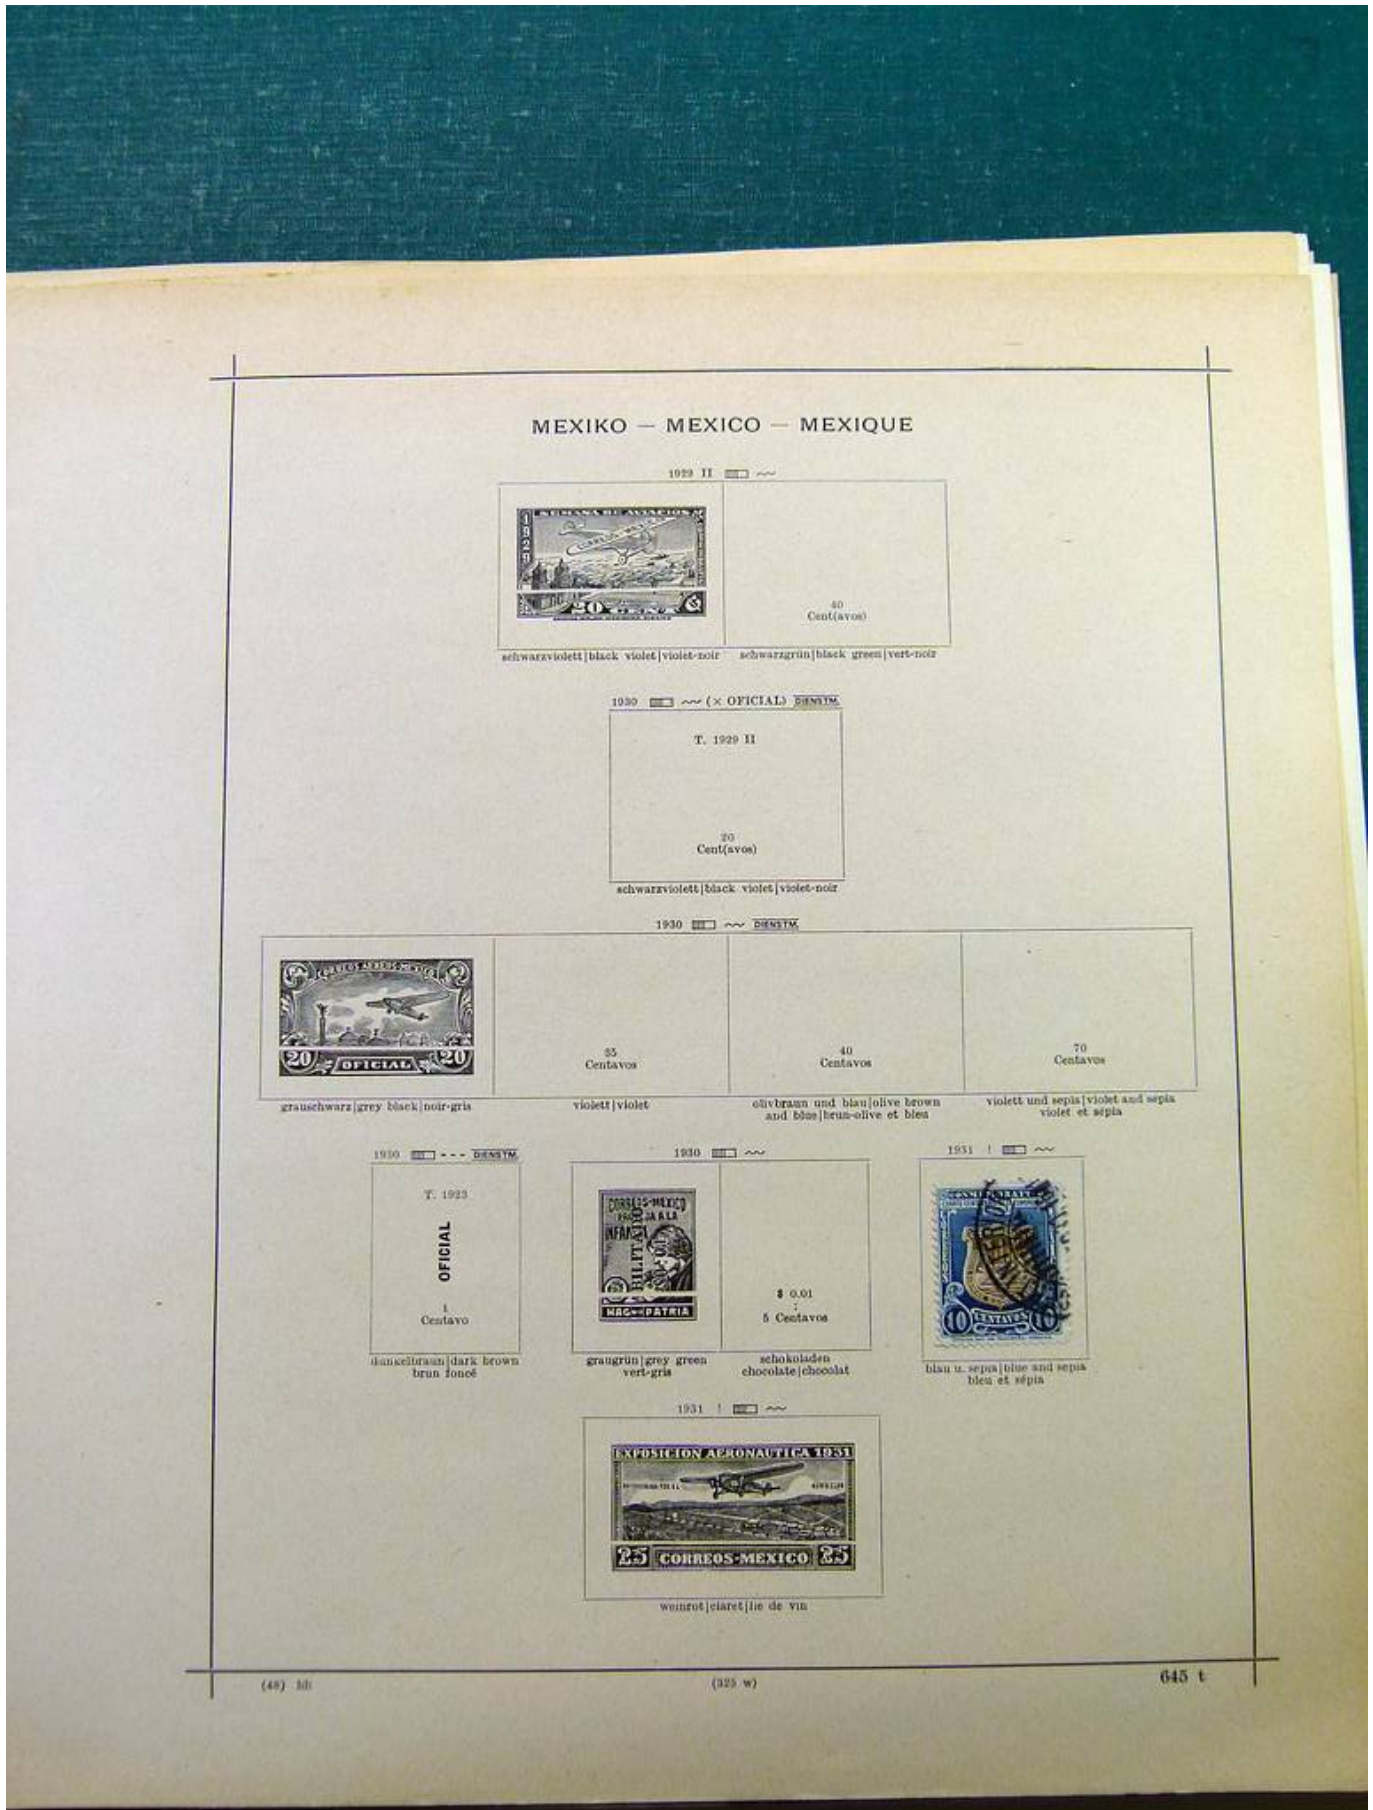 MEXIKO — MEXICO — MEXIQUE
1929 II
SEMANA DE AVIACION
1929
CORREO
20 CENT
40
Cent(avos)
schwarzviolett|black violet|violet-noir
schwarzgrün|black green|vert-noir
1930 (× OFICIAL) DIENSTM.
T. 1929 II
20
Cent(avos)
schwarzviolett|black violet|violet-noir
1930 DIENSTM.
CORREOS AEREOS-MEXICO
20 OFICIAL 20
35
Centavos
40
Centavos
70
Centavos
grauschwarz|grey black|noir-gris
violett|violet
olivbraun und blau|olive brown
and blue|brun-olive et bleu
violett und sepia|violet and sepia
violet et sépia
1930 --- DIENSTM.
T. 1923
OFICIAL
1
Centavo
dunkelbraun|dark brown
brun foncé
1930
CORREOS-MEXICO
A LA
PATRIA
$ 0.01
:
5 Centavos
graugrün|grey green
vert-gris
schokoladen
chocolate|chocolat
1931 !
10 CENTAVOS 10
blau u. sepia|blue and sepia
bleu et sépia
1931 !
EXPOSICION AERONAUTICA 1931
25 CORREOS-MEXICO 25
weinrot|claret|lie de vin
(48)
(325 w)
645 t